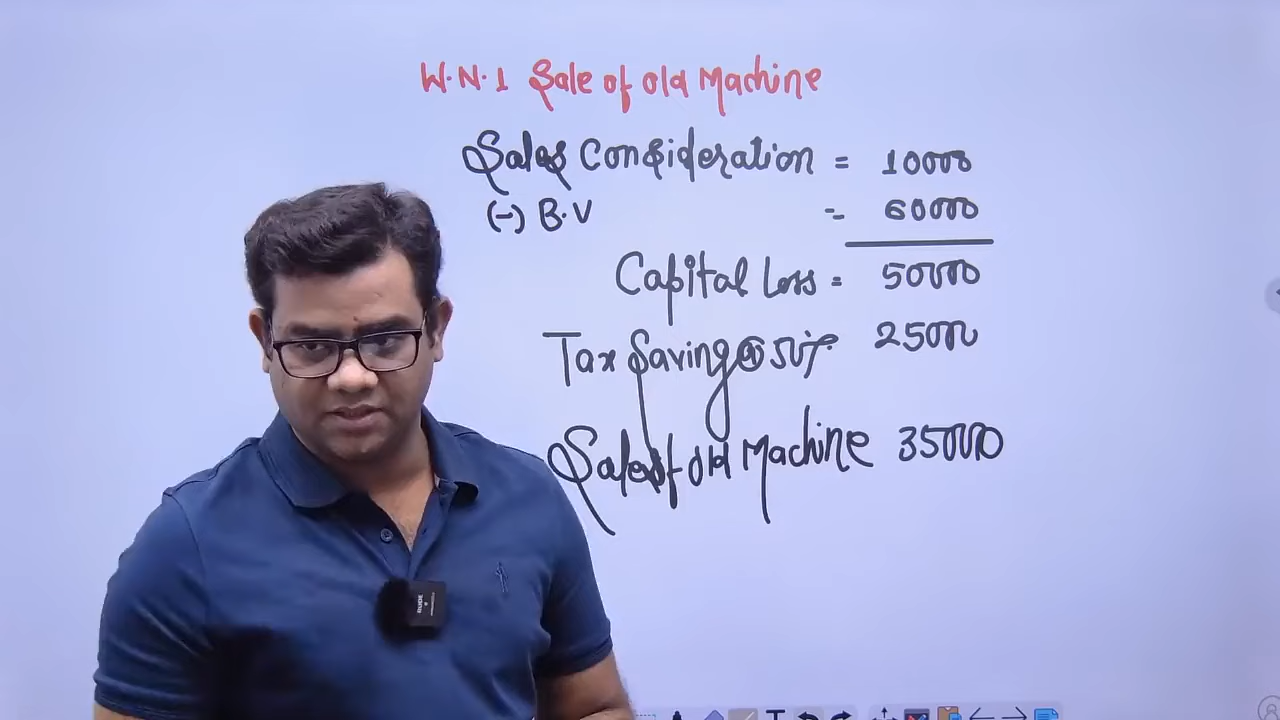 W.N.1 Sale of old Machine
Sales Consideration = 10000
(-) B.V = 60000
Capital Loss = 50000
Tax Saving @ 50% 25000
Sale of old Machine 35000
RODE